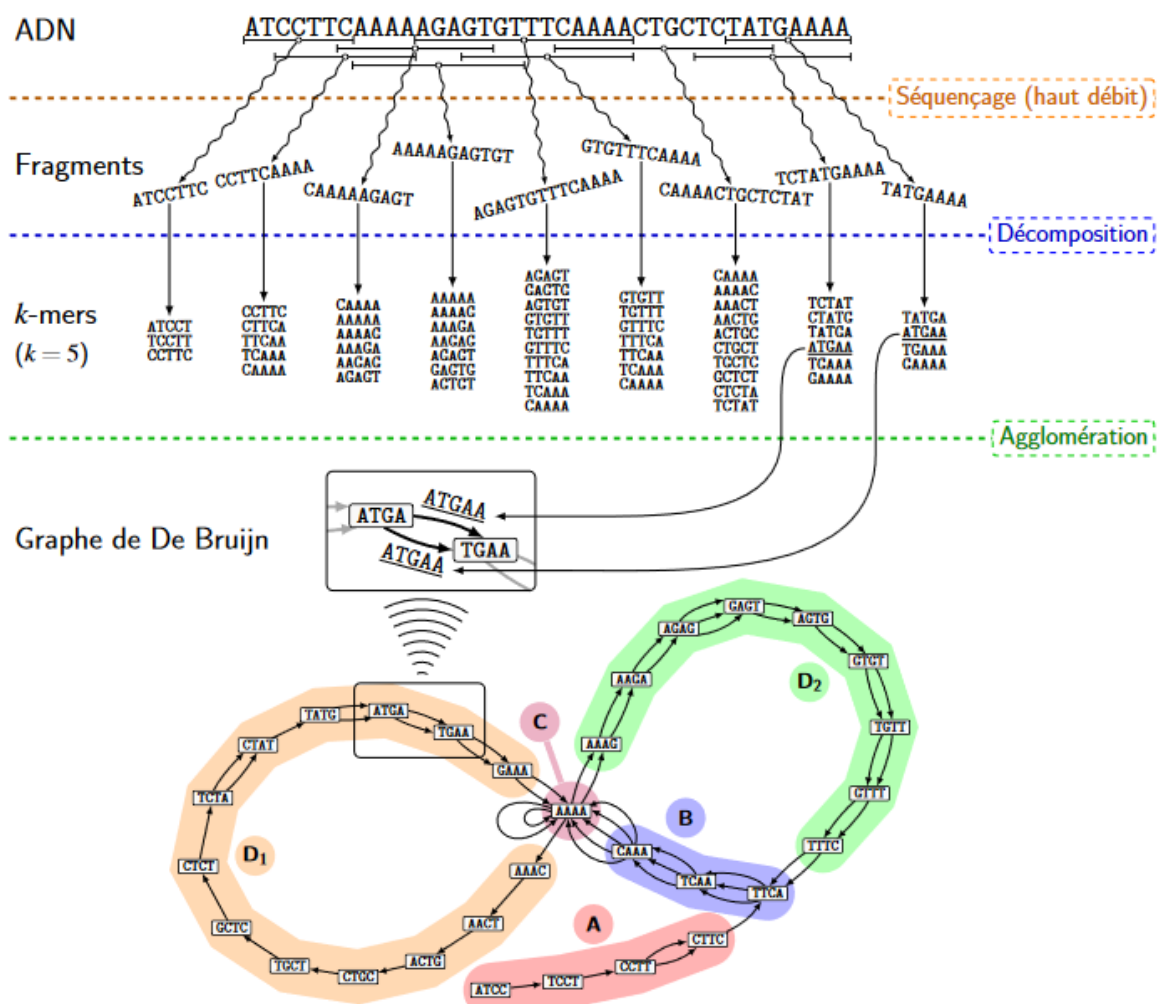 ADN
ATCCTTCAAAAAGAGTGTTTCAAAACTGCTCTATGAAAA
Séquençage (haut débit)
Fragments
ATCCTTC
CCTTCAAAA
CAAAAAGAGT
AAAAAGAGTGT
AGAGTGTTTCAAAA
GTGTTTCAAAA
CAAAACTGCTCTAT
TCTATGAAAA
TATGAAAA
Décomposition
k-mers
(k = 5)
ATCCT
TCCTT
CCTTC
CCTTC
CTTCA
TTCAA
TCAAA
CAAAA
CAAAA
AAAAA
AAAAG
AAAGA
AAGAG
AGAGT
AAAAA
AAAAG
AAAGA
AAGAG
AGAGT
GAGTG
AGTGT
AGAGT
GAGTG
AGTGT
GTGTT
TGTTT
GTTTC
TTTCA
TTCAA
TCAAA
CAAAA
GTGTT
TGTTT
GTTTC
TTTCA
TTCAA
TCAAA
CAAAA
CAAAA
AAAAC
AAACT
AACTG
ACTGC
CTGCT
TGCTC
GCTCT
CTCTA
TCTAT
TCTAT
CTATG
TATGA
ATGAA
TGAAA
GAAAA
TATGA
ATGAA
TGAAA
GAAAA
Agglomération
Graphe de De Bruijn
ATGA
ATGAA
TGAA
ATGAA
GAGT
AGTG
AGAG
GTGT
AAGA
D2
TGTT
AAAG
GTTT
TTTC
C
AAAA
B
CAAA
TCAA
TTCA
TATG
ATGA
TGAA
GAAA
CTAT
TCTA
D1
CTCT
GCTC
TGCT
CTGC
ACTG
AACT
AAAC
A
CTTC
CCTT
TCCT
ATCC